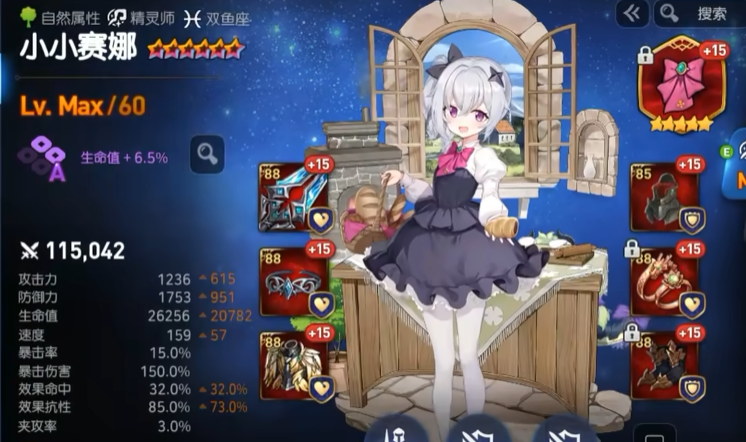 自然属性 精灵师 双鱼座
搜索
小小赛娜
+15
Lv. Max/60
A 生命值 + 6.5%
88 +15
85 +15
E
115,042
88 +15
88 +15
攻击力 1236 615
防御力 1753 951
生命值 26256 20782
速度 159 57
88 +15
88 +15
暴击率 15.0%
暴击伤害 150.0%
效果命中 32.0% 32.0%
效果抗性 85.0% 73.0%
夹攻率 3.0%